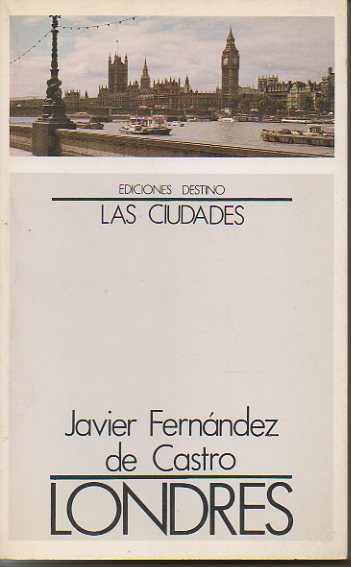 EDICIONES DESTINO
LAS CIUDADES
Javier Fernández
de Castro
LONDRES